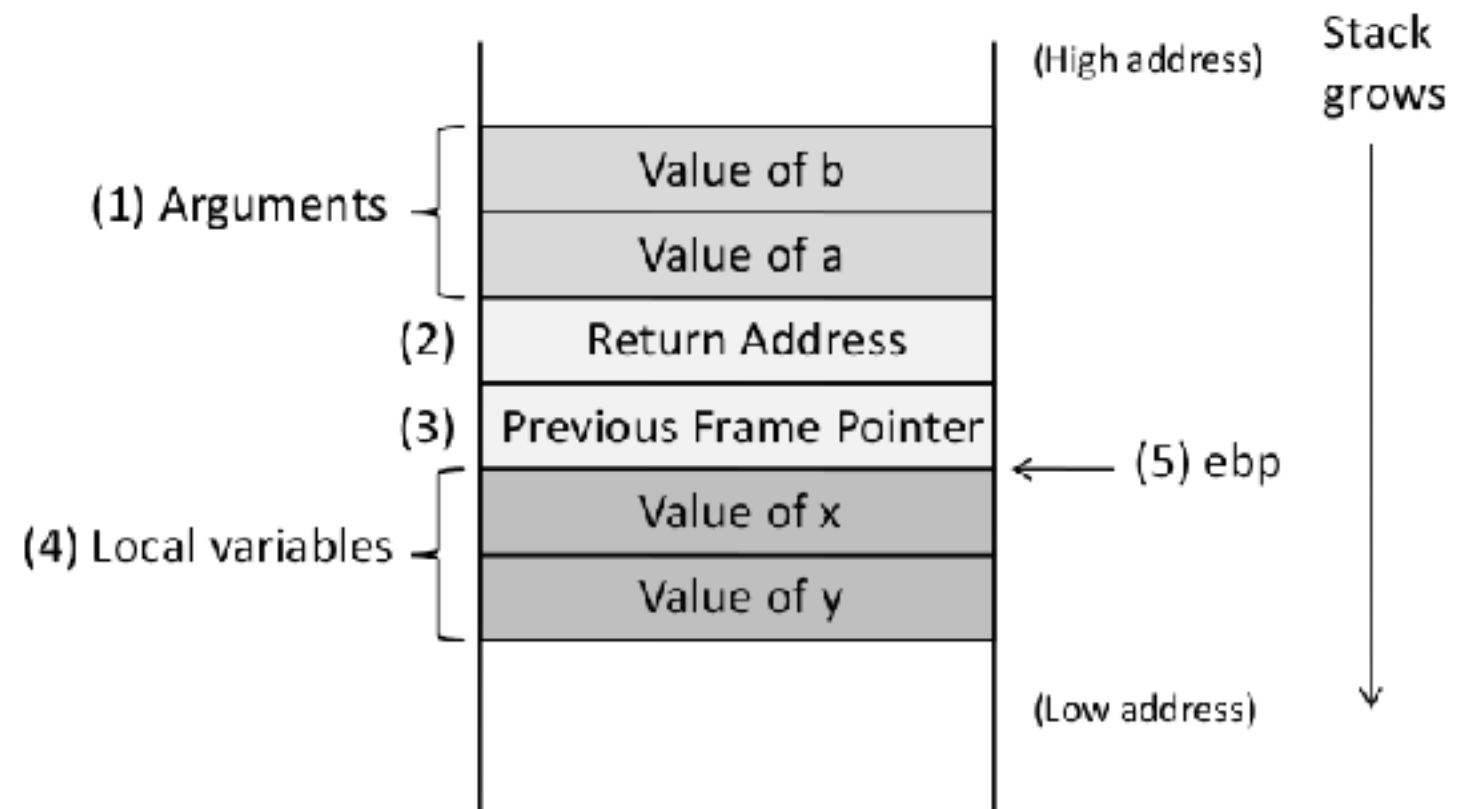 (High address)
Stack
grows
Value of b
(1) Arguments
Value of a
(2)
Return Address
(3)
Previous Frame Pointer
(5) ebp
Value of x
(4) Local variables
Value of y
(Low address)